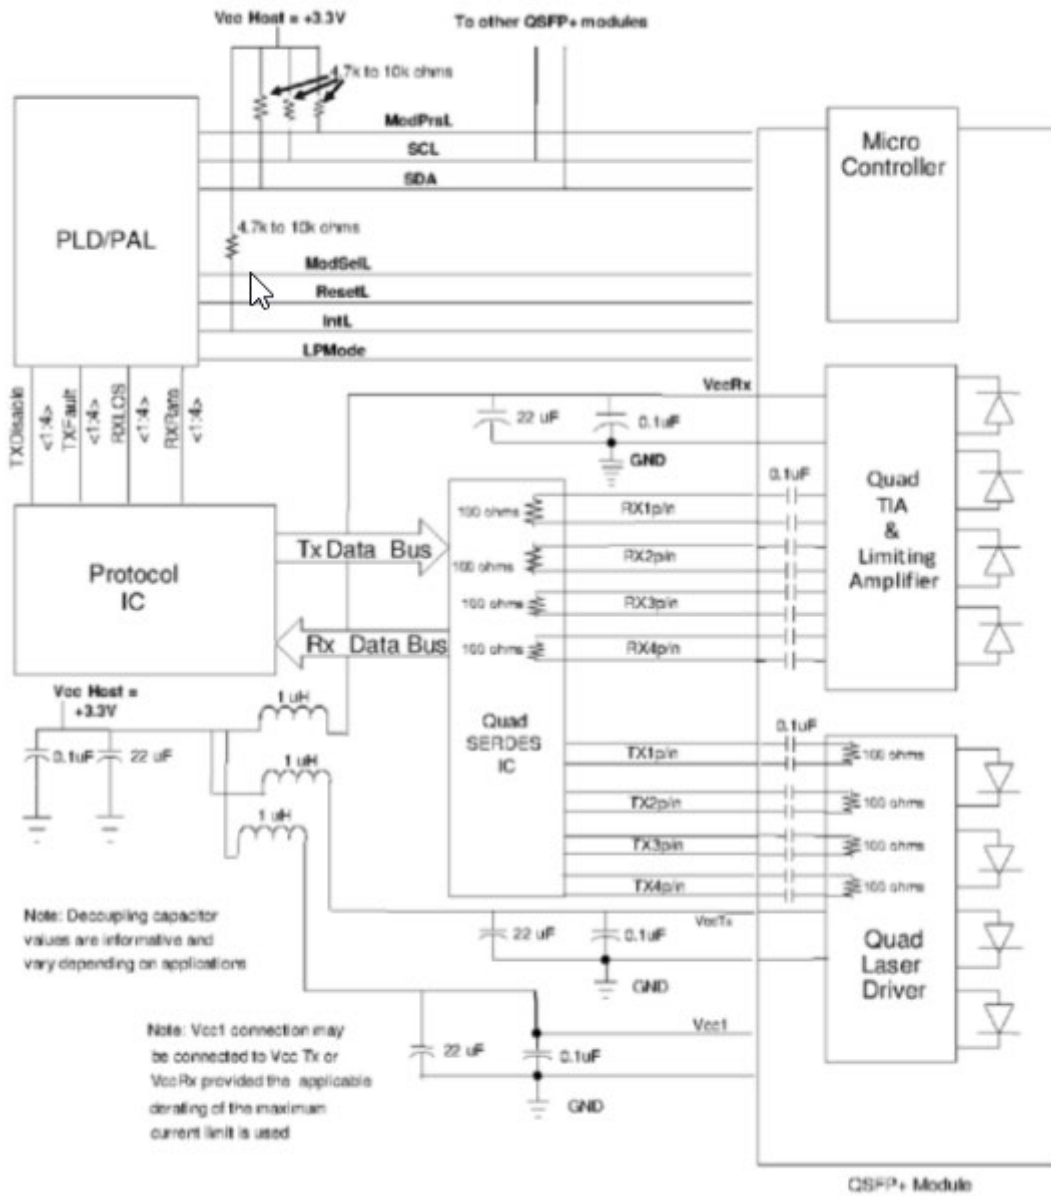 Vcc Host = +3.3V
To other QSFP+ modules
4.7k to 10k ohms
ModPrsL
SCL
SDA
Micro
Controller
PLD/PAL
4.7k to 10k ohms
ModSelL
ResetL
IntL
LPMode
TXDisable
<1:4>
TXFault
<1:4>
RXLOS
<1:4>
RXRate
<1:4>
VccRx
22 uF
0.1uF
GND
0.1uF
Quad
TIA
&
Limiting
Amplifier
100 ohms
RX1p/n
Tx Data Bus
100 ohms
RX2p/n
Protocol
IC
100 ohms
RX3p/n
Rx Data Bus
100 ohms
RX4p/n
Vcc Host =
+3.3V
1 uH
Quad
SERDES
IC
0.1uF
0.1uF
22 uF
1 uH
TX1p/n
100 ohms
TX2p/n
100 ohms
1 uH
TX3p/n
100 ohms
TX4p/n
100 ohms
Note: Decoupling capacitor
values are informative and
vary depending on applications
VccTx
22 uF
0.1uF
GND
Quad
Laser
Driver
Note: Vcc1 connection may
be connected to Vcc Tx or
VccRx provided the applicable
derating of the maximum
current limit is used
Vcc1
22 uF
0.1uF
GND
QSFP+ Module